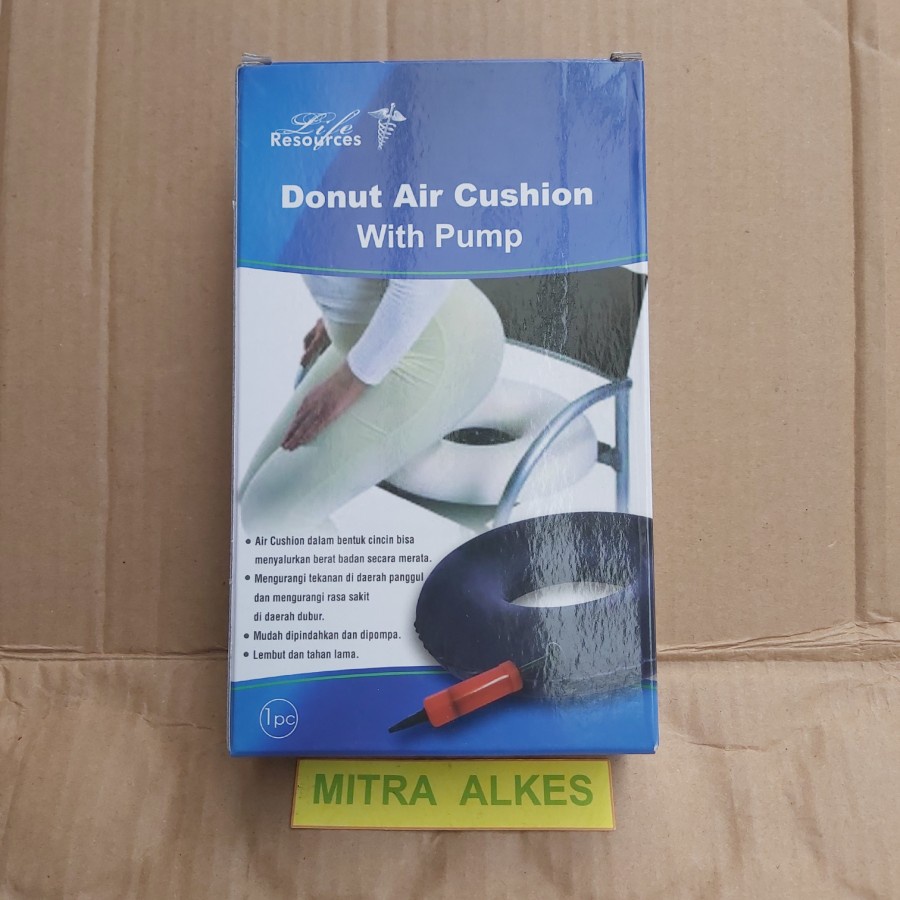 Life
Resources
Donut Air Cushion
With Pump
• Air Cushion dalam bentuk cincin bisa
menyalurkan berat badan secara merata.
• Mengurangi tekanan di daerah panggul
dan mengurangi rasa sakit
di daerah dubur.
• Mudah dipindahkan dan dipompa.
• Lembut dan tahan lama.
1pc
MITRA ALKES